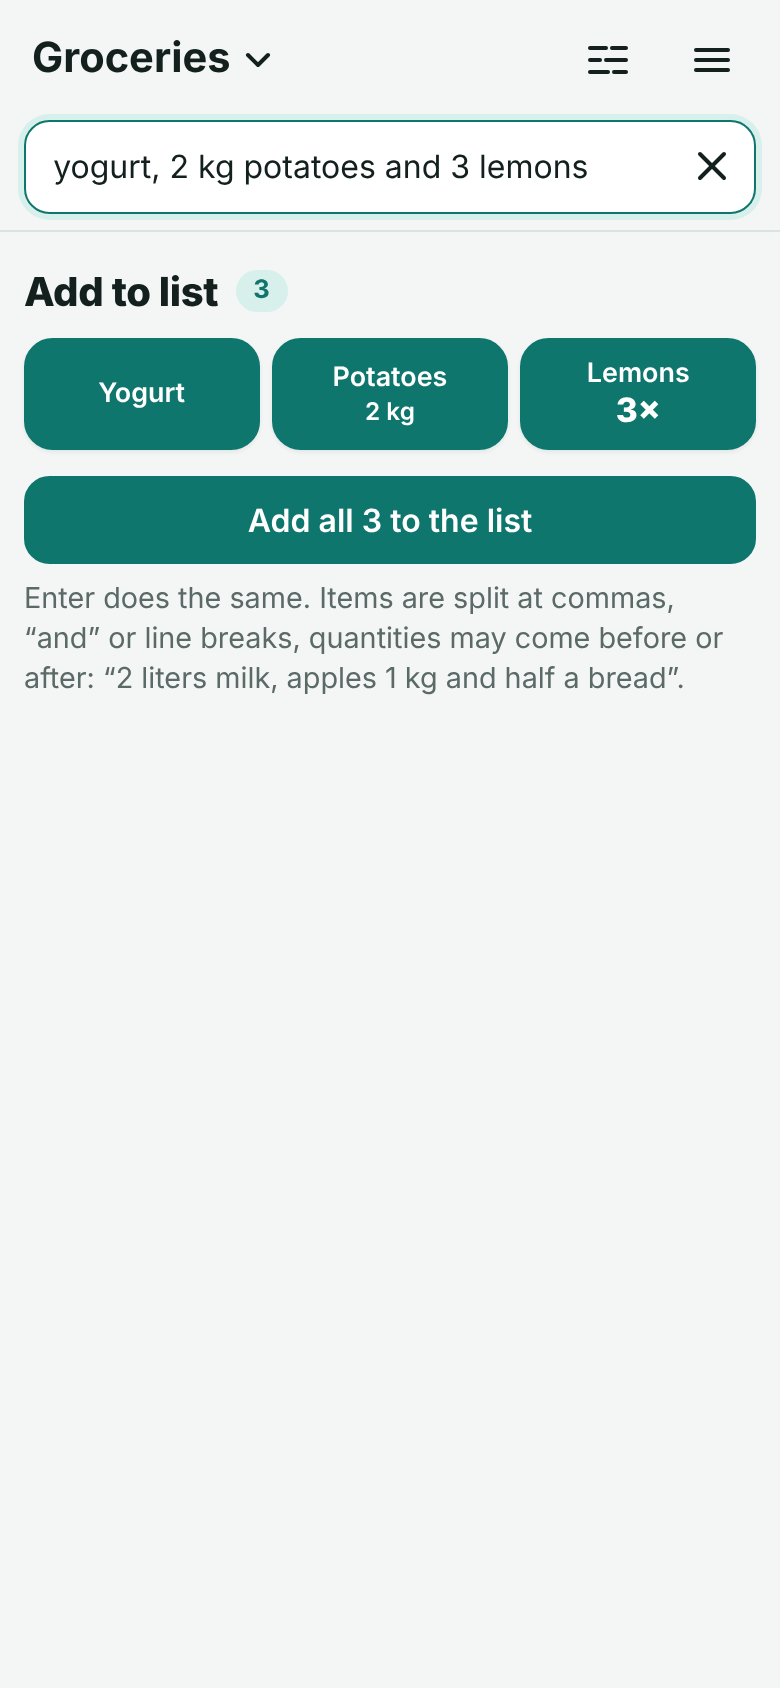 Groceries
yogurt, 2 kg potatoes and 3 lemons
Add to list 3
Yogurt
Potatoes
2 kg
Lemons
3×
Add all 3 to the list
Enter does the same. Items are split at commas,
“and” or line breaks, quantities may come before or
after: “2 liters milk, apples 1 kg and half a bread”.